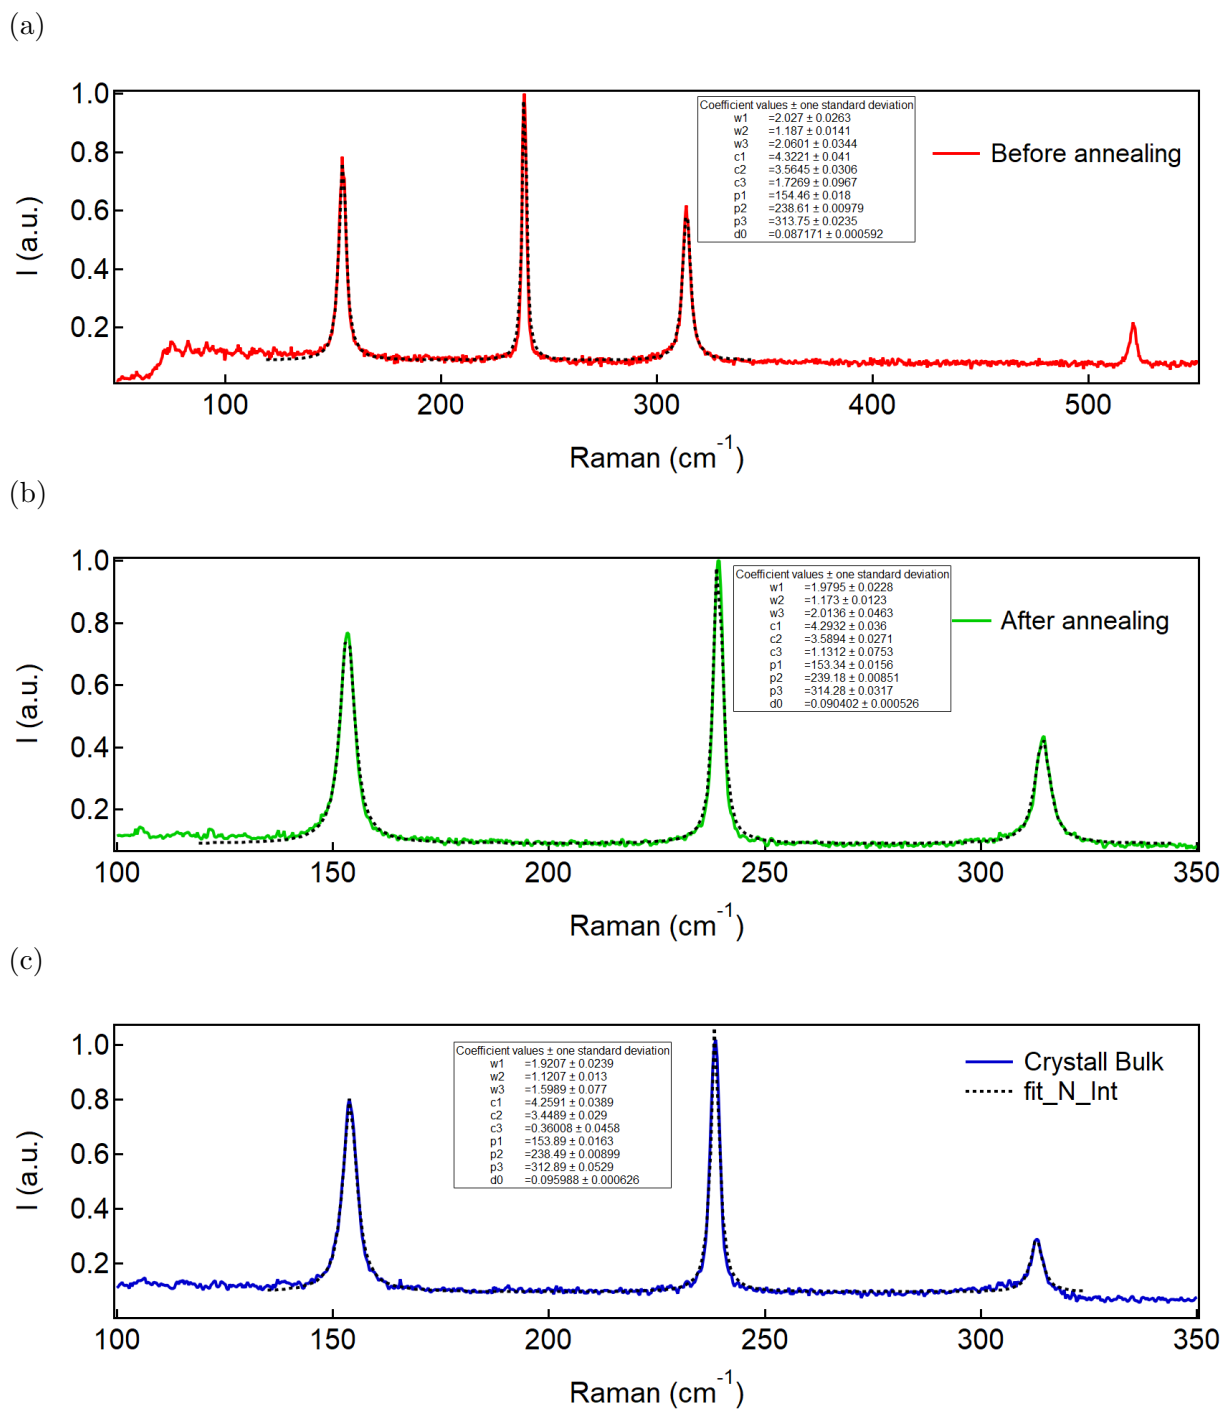 (a)
1.0
0.8
0.6
0.4
0.2
I (a.u.)
Coefficient values ± one standard deviation
w1 =2.027 ± 0.0263
w2 =1.187 ± 0.0141
w3 =2.0601 ± 0.0344
c1 =4.3221 ± 0.041
c2 =3.5645 ± 0.0306
c3 =1.7269 ± 0.0967
p1 =154.46 ± 0.018
p2 =238.61 ± 0.00979
p3 =313.75 ± 0.0235
d0 =0.087171 ± 0.000592
Before annealing
100 200 300 400 500
Raman (cm⁻¹)
(b)
1.0
0.8
0.6
0.4
0.2
I (a.u.)
Coefficient values ± one standard deviation
w1 =1.9795 ± 0.0228
w2 =1.173 ± 0.0123
w3 =2.0136 ± 0.0463
c1 =4.2932 ± 0.036
c2 =3.5894 ± 0.0271
c3 =1.1312 ± 0.0753
p1 =153.34 ± 0.0156
p2 =239.18 ± 0.00851
p3 =314.28 ± 0.0317
d0 =0.090402 ± 0.000526
After annealing
100 150 200 250 300 350
Raman (cm⁻¹)
(c)
1.0
0.8
0.6
0.4
0.2
I (a.u.)
Coefficient values ± one standard deviation
w1 =1.9207 ± 0.0239
w2 =1.1207 ± 0.013
w3 =1.5989 ± 0.077
c1 =4.2591 ± 0.0389
c2 =3.4489 ± 0.029
c3 =0.36008 ± 0.0458
p1 =153.89 ± 0.0163
p2 =238.49 ± 0.00899
p3 =312.89 ± 0.0529
d0 =0.095988 ± 0.000626
Crystall Bulk
fit_N_Int
100 150 200 250 300 350
Raman (cm⁻¹)